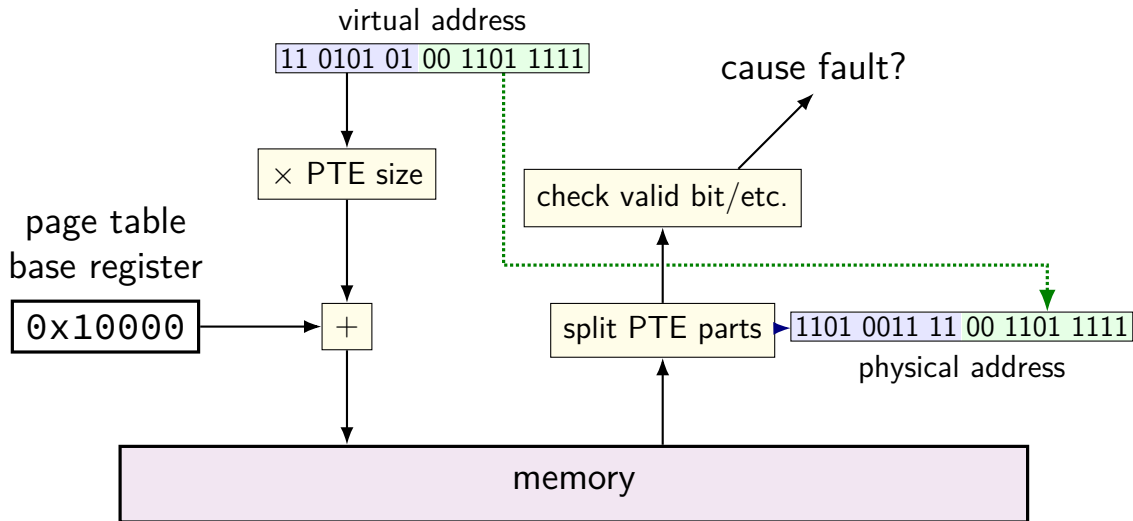 virtual address
11 0101 01 00 1101 1111
cause fault?
× PTE size
check valid bit/etc.
page table
base register
0x10000
+
split PTE parts
1101 0011 11 00 1101 1111
physical address
memory